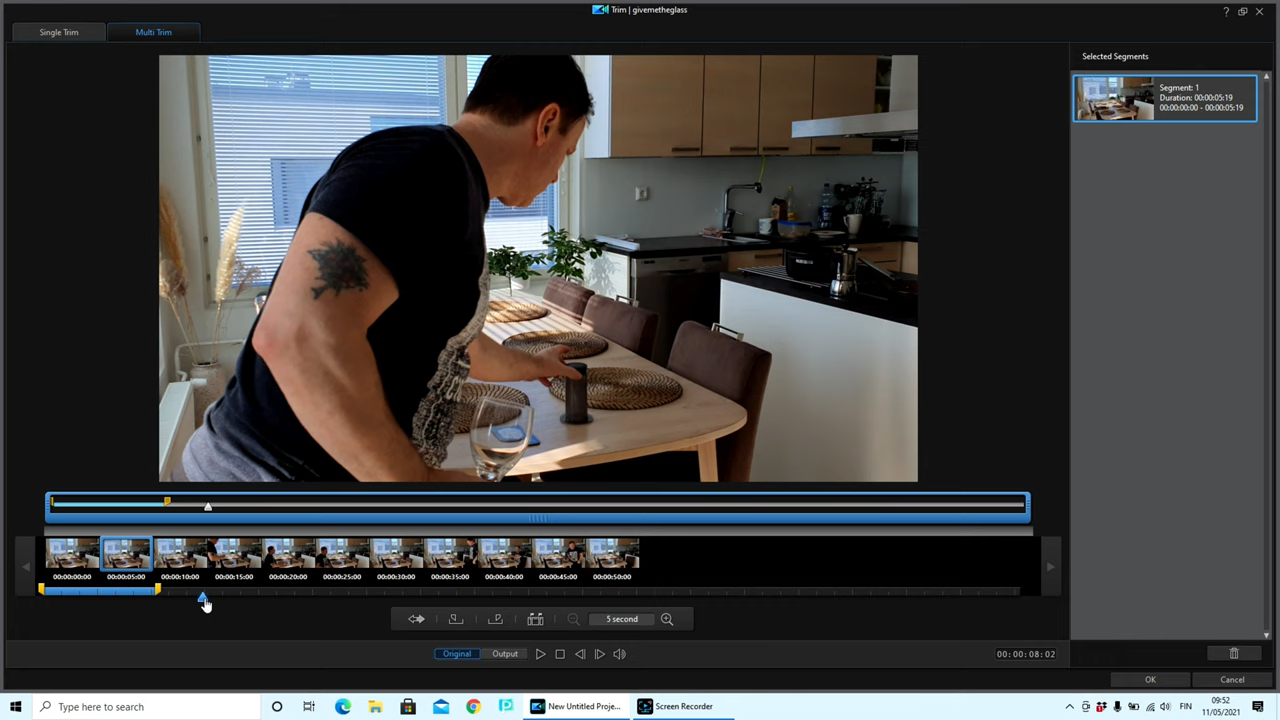 Trim | givemetheglass
?
Single Trim
Multi Trim
Selected Segments
Segment: 1
Duration: 00:00:05:19
00:00:00:00 - 00:00:05:19
00:00:00:00
00:00:05:00
00:00:10:00
00:00:15:00
00:00:20:00
00:00:25:00
00:00:30:00
00:00:35:00
00:00:40:00
00:00:45:00
00:00:50:00
5 second
Original
Output
00:00:08:02
OK
Cancel
Type here to search
New Untitled Proje...
Screen Recorder
FIN
09:52
11/05/2021